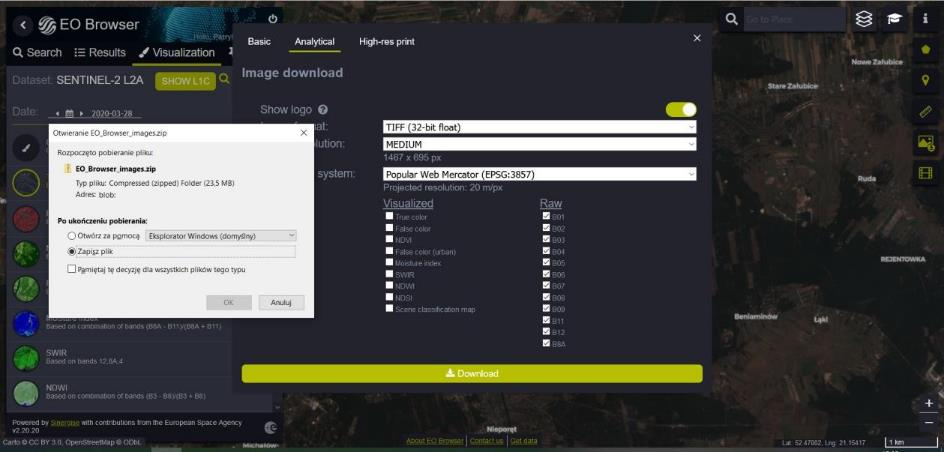 EO Browser
Hello, Patry
Search
Results
Visualization
Dataset: SENTINEL-2 L2A
SHOW L1C
Date:
2020-03-28
Otwieranie EO_Browser_images.zip
Rozpoczęto pobieranie pliku:
EO_Browser_images.zip
Typ pliku: Compressed (zipped) Folder (23,5 MB)
Adres: blob:
Po ukończeniu pobierania:
Otwórz za pomocą
Eksplorator Windows (domyślny)
Zapisz plik
Pamiętaj tę decyzję dla wszystkich plików tego typu
OK
Anuluj
Based on combination of bands (B8A - B11)/(B8A + B11)
SWIR
Based on bands 12,8A,4
NDWI
Based on combination of bands (B3 - B8)/(B3 + B8)
Powered by Sinergise with contributions from the European Space Agency
v2.20.20
Carto © CC BY 3.0, OpenStreetMap © ODbL
Basic
Analytical
High-res print
Image download
Show logo
TIFF (32-bit float)
MEDIUM
1467 x 695 px
system:
Popular Web Mercator (EPSG:3857)
Projected resolution: 20 m/px
Visualized
True color
False color
NDVI
False color (urban)
Moisture index
SWIR
NDWI
NDSI
Scene classification map
Raw
B01
B02
B03
B04
B05
B06
B07
B08
B09
B11
B12
B8A
Download
Go to Place
Nowe Załubice
Stare Załubice
Ruda
REJENTÓWKA
Beniaminów
Łąki
Nieporęt
Michałów-
About EO Browser
Contact us
Get data
Lat: 52.47002, Lng: 21.15417
1 km